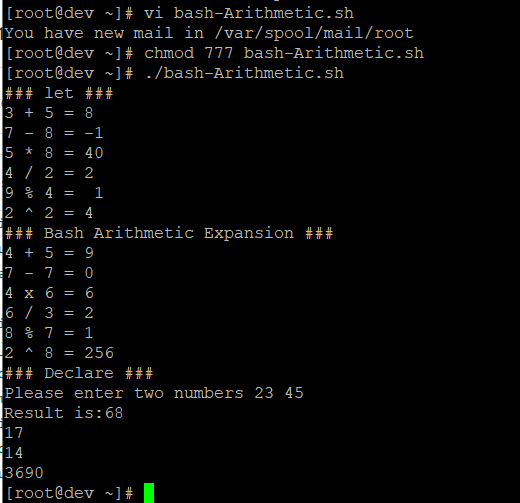 [root@dev ~]# vi bash-Arithmetic.sh
You have new mail in /var/spool/mail/root
[root@dev ~]# chmod 777 bash-Arithmetic.sh
[root@dev ~]# ./bash-Arithmetic.sh
### let ###
3 + 5 = 8
7 - 8 = -1
5 * 8 = 40
4 / 2 = 2
9 % 4 =  1
2 ^ 2 = 4
### Bash Arithmetic Expansion ###
4 + 5 = 9
7 - 7 = 0
4 x 6 = 6
6 / 3 = 2
8 % 7 = 1
2 ^ 8 = 256
### Declare ###
Please enter two numbers 23 45
Result is:68
17
14
3690
[root@dev ~]#